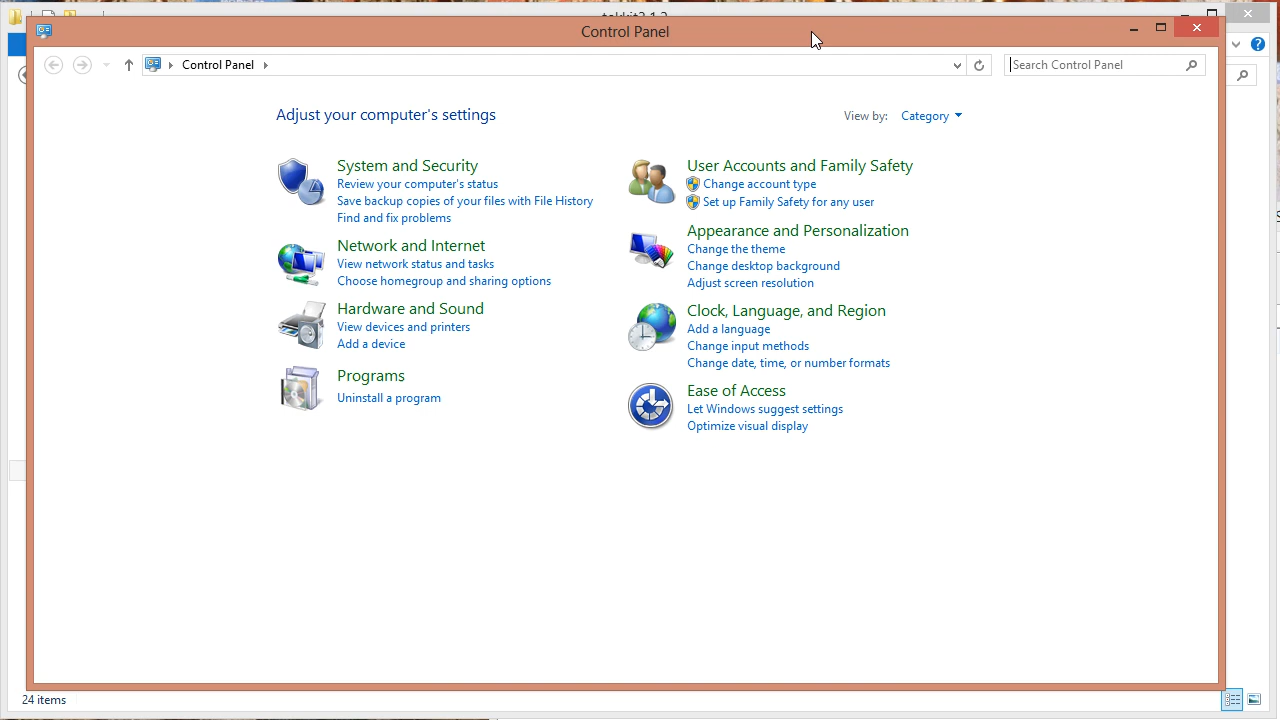 Control Panel
Control Panel
Search Control Panel
Adjust your computer's settings
View by: Category
System and Security
Review your computer's status
Save backup copies of your files with File History
Find and fix problems
Network and Internet
View network status and tasks
Choose homegroup and sharing options
Hardware and Sound
View devices and printers
Add a device
Programs
Uninstall a program
User Accounts and Family Safety
Change account type
Set up Family Safety for any user
Appearance and Personalization
Change the theme
Change desktop background
Adjust screen resolution
Clock, Language, and Region
Add a language
Change input methods
Change date, time, or number formats
Ease of Access
Let Windows suggest settings
Optimize visual display
24 items